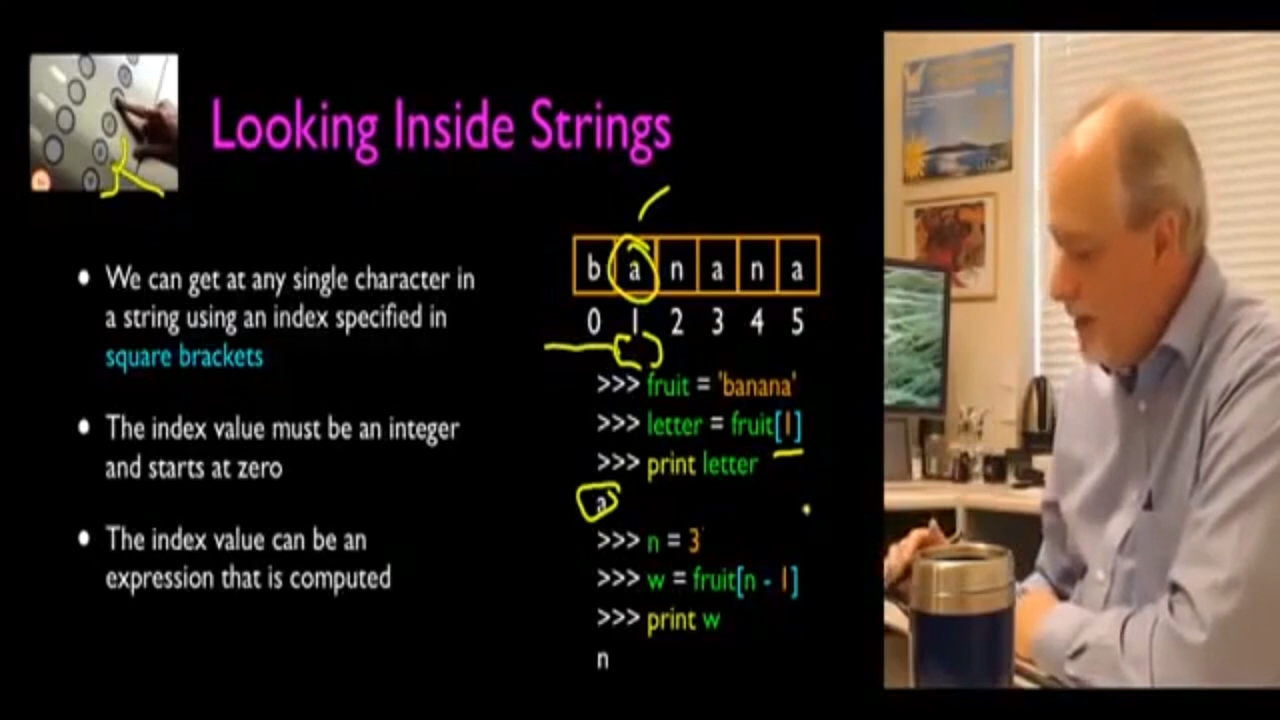 Looking Inside Strings
We can get at any single character in
a string using an index specified in
square brackets
The index value must be an integer
and starts at zero
The index value can be an
expression that is computed
b a n a n a
0 1 2 3 4 5
>>> fruit = 'banana'
>>> letter = fruit[1]
>>> print letter
a
>>> n = 3
>>> w = fruit[n - 1]
>>> print w
n